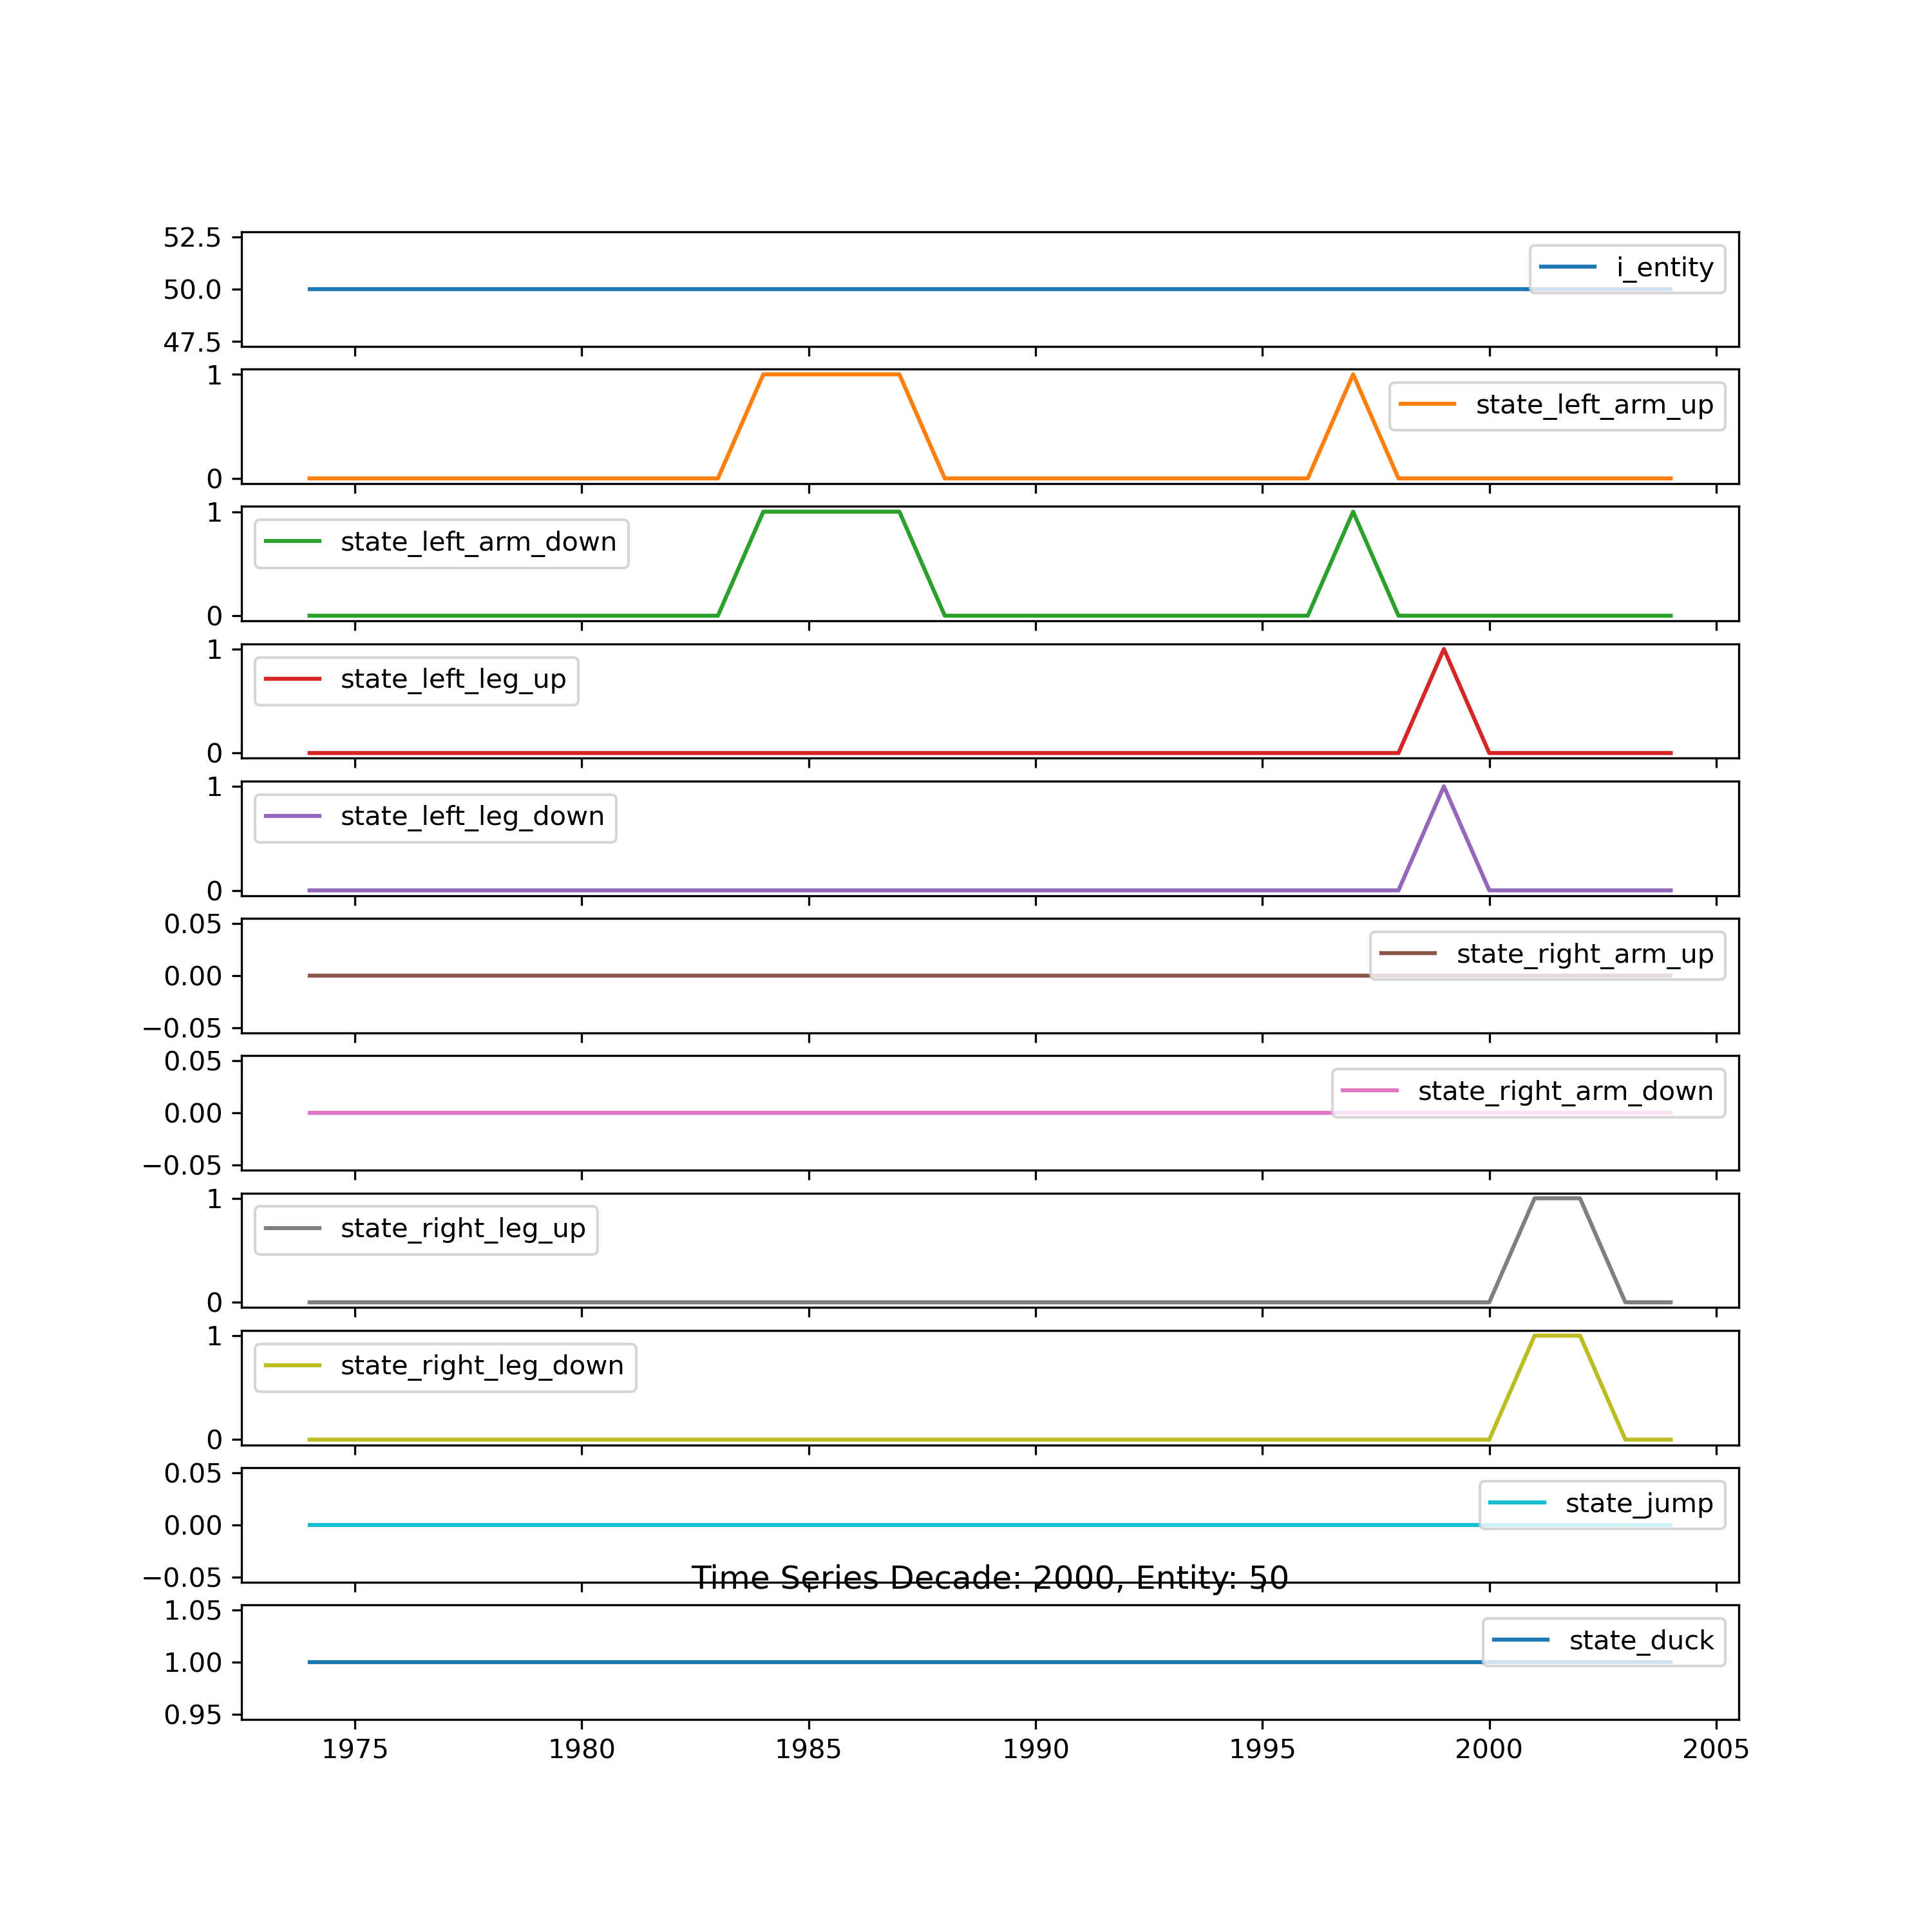 52.5
50.0
47.5
i_entity
1
0
state_left_arm_up
1
0
state_left_arm_down
1
0
state_left_leg_up
1
0
state_left_leg_down
0.05
0.00
−0.05
state_right_arm_up
0.05
0.00
−0.05
state_right_arm_down
1
0
state_right_leg_up
1
0
state_right_leg_down
0.05
0.00
−0.05
state_jump
Time Series Decade: 2000, Entity: 50
1.05
1.00
0.95
state_duck
1975 1980 1985 1990 1995 2000 2005